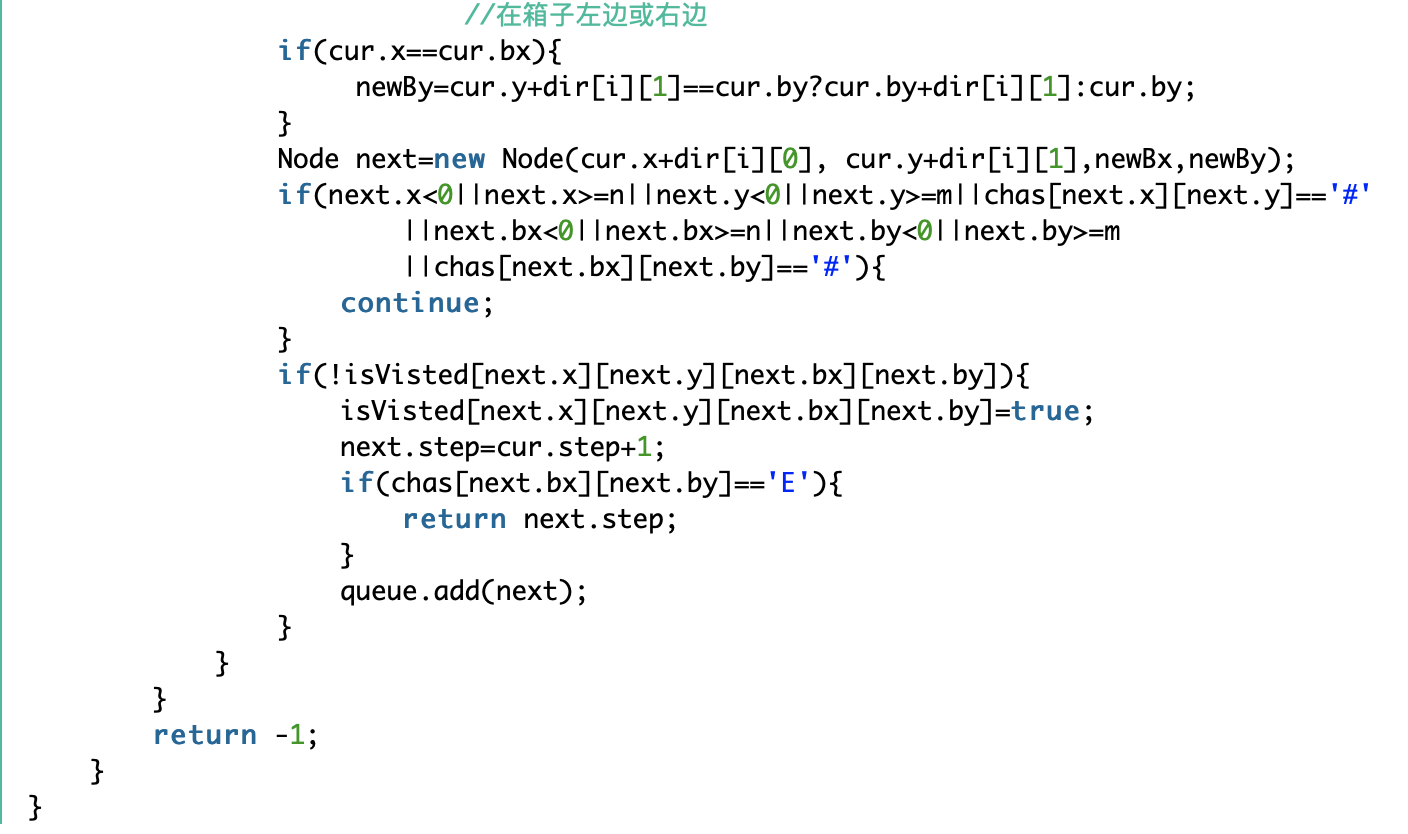 //在箱子左边或右边
if(cur.x==cur.bx){
newBy=cur.y+dir[i][1]==cur.by?cur.by+dir[i][1]:cur.by;
}
Node next=new Node(cur.x+dir[i][0], cur.y+dir[i][1],newBx,newBy);
if(next.x<0||next.x>=n||next.y<0||next.y>=m||chas[next.x][next.y]=='#'
||next.bx<0||next.bx>=n||next.by<0||next.by>=m
||chas[next.bx][next.by]=='#'){
continue;
}
if(!isVisted[next.x][next.y][next.bx][next.by]){
isVisted[next.x][next.y][next.bx][next.by]=true;
next.step=cur.step+1;
if(chas[next.bx][next.by]=='E'){
return next.step;
}
queue.add(next);
}
}
}
return -1;
}
}